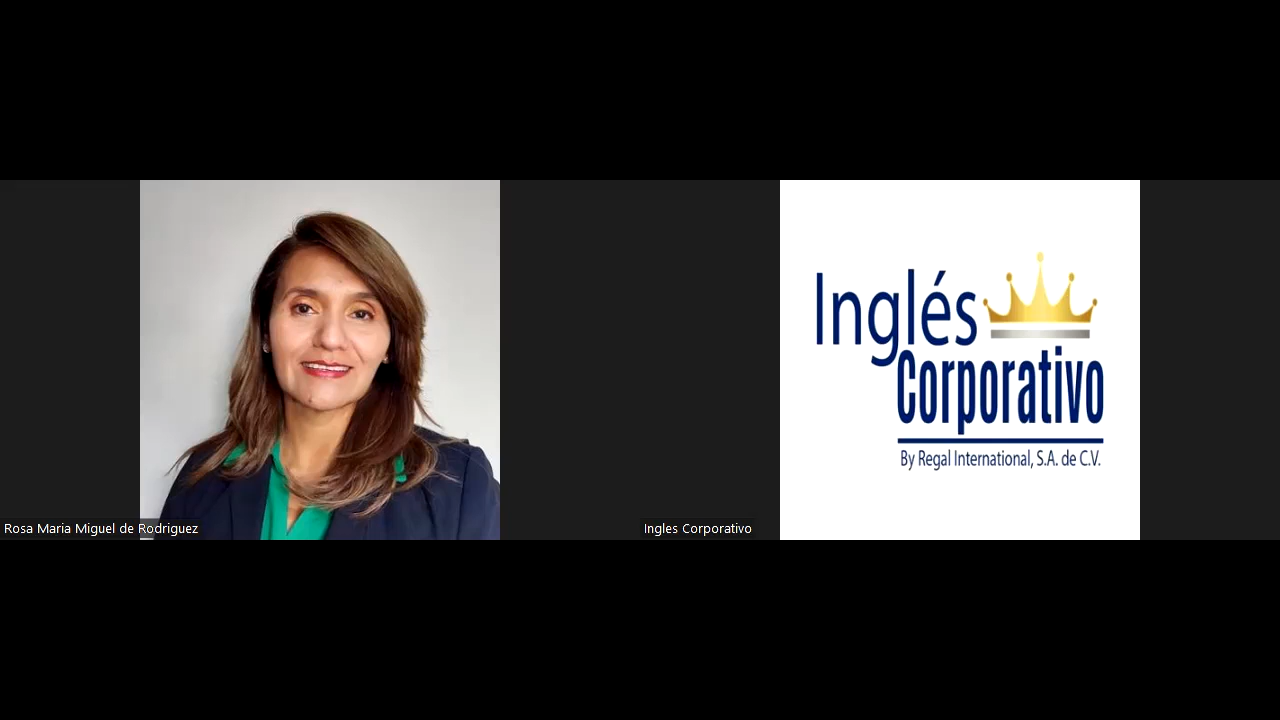 Rosa Maria Miguel de Rodriguez
Inglés
Corporativo
By Regal International, S.A. de C.V.
Ingles Corporativo